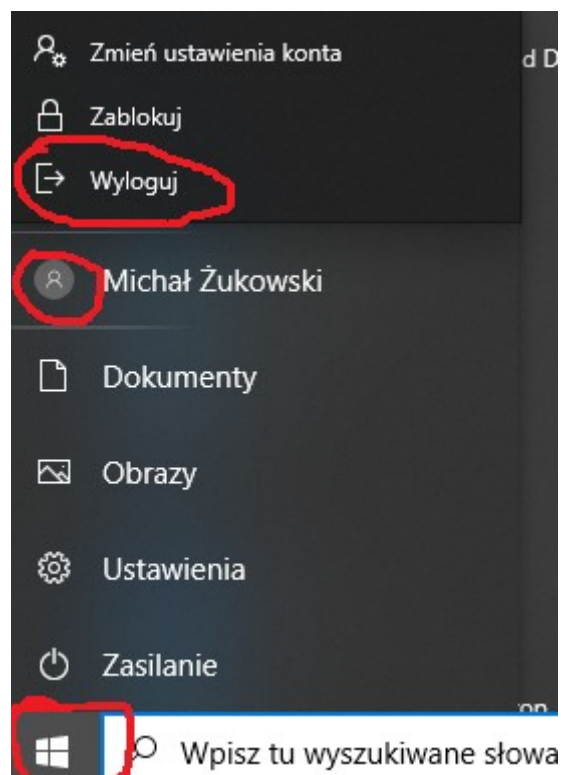 Zmień ustawienia konta
d D
Zablokuj
Wyloguj
Michał Żukowski
Dokumenty
Obrazy
Ustawienia
Zasilanie
Wpisz tu wyszukiwane słowa